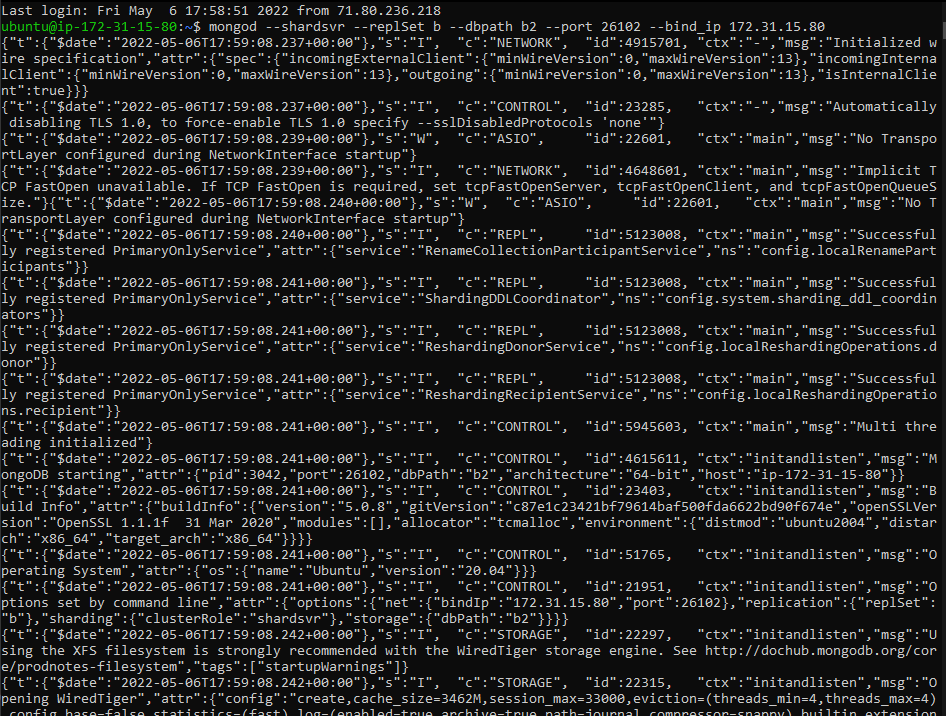 Last login: Fri May  6 17:58:51 2022 from 71.80.236.218
ubuntu@ip-172-31-15-80:~$ mongod --shardsvr --replSet b --dbpath b2 --port 26102 --bind_ip 172.31.15.80
{"t":{"$date":"2022-05-06T17:59:08.237+00:00"},"s":"I",  "c":"NETWORK",  "id":4915701, "ctx":"-","msg":"Initialized w
ire specification","attr":{"spec":{"incomingExternalClient":{"minWireVersion":0,"maxWireVersion":13},"incomingInterna
lClient":{"minWireVersion":0,"maxWireVersion":13},"outgoing":{"minWireVersion":0,"maxWireVersion":13},"isInternalClie
nt":true}}}
{"t":{"$date":"2022-05-06T17:59:08.237+00:00"},"s":"I",  "c":"CONTROL",  "id":23285,   "ctx":"-","msg":"Automatically
 disabling TLS 1.0, to force-enable TLS 1.0 specify --sslDisabledProtocols 'none'"}
{"t":{"$date":"2022-05-06T17:59:08.239+00:00"},"s":"W",  "c":"ASIO",     "id":22601,   "ctx":"main","msg":"No Transpo
rtLayer configured during NetworkInterface startup"}
{"t":{"$date":"2022-05-06T17:59:08.239+00:00"},"s":"I",  "c":"NETWORK",  "id":4648601, "ctx":"main","msg":"Implicit T
CP FastOpen unavailable. If TCP FastOpen is required, set tcpFastOpenServer, tcpFastOpenClient, and tcpFastOpenQueueS
ize."}{"t":{"$date":"2022-05-06T17:59:08.240+00:00"},"s":"W",  "c":"ASIO",     "id":22601,   "ctx":"main","msg":"No T
ransportLayer configured during NetworkInterface startup"}
{"t":{"$date":"2022-05-06T17:59:08.240+00:00"},"s":"I",  "c":"REPL",     "id":5123008, "ctx":"main","msg":"Successful
ly registered PrimaryOnlyService","attr":{"service":"RenameCollectionParticipantService","ns":"config.localRenamePart
icipants"}}
{"t":{"$date":"2022-05-06T17:59:08.240+00:00"},"s":"I",  "c":"REPL",     "id":5123008, "ctx":"main","msg":"Successful
ly registered PrimaryOnlyService","attr":{"service":"ShardingDDLCoordinator","ns":"config.system.sharding_ddl_coordin
ators"}}
{"t":{"$date":"2022-05-06T17:59:08.241+00:00"},"s":"I",  "c":"REPL",     "id":5123008, "ctx":"main","msg":"Successful
ly registered PrimaryOnlyService","attr":{"service":"ReshardingDonorService","ns":"config.localReshardingOperations.d
onor"}}
{"t":{"$date":"2022-05-06T17:59:08.241+00:00"},"s":"I",  "c":"REPL",     "id":5123008, "ctx":"main","msg":"Successful
ly registered PrimaryOnlyService","attr":{"service":"ReshardingRecipientService","ns":"config.localReshardingOperatio
ns.recipient"}}
{"t":{"$date":"2022-05-06T17:59:08.241+00:00"},"s":"I",  "c":"CONTROL",  "id":5945603, "ctx":"main","msg":"Multi thre
ading initialized"}
{"t":{"$date":"2022-05-06T17:59:08.241+00:00"},"s":"I",  "c":"CONTROL",  "id":4615611, "ctx":"initandlisten","msg":"M
ongoDB starting","attr":{"pid":3042,"port":26102,"dbPath":"b2","architecture":"64-bit","host":"ip-172-31-15-80"}}
{"t":{"$date":"2022-05-06T17:59:08.241+00:00"},"s":"I",  "c":"CONTROL",  "id":23403,   "ctx":"initandlisten","msg":"B
uild Info","attr":{"buildInfo":{"version":"5.0.8","gitVersion":"c87e1c23421bf79614baf500fda6622bd90f674e","openSSLVer
sion":"OpenSSL 1.1.1f  31 Mar 2020","modules":[],"allocator":"tcmalloc","environment":{"distmod":"ubuntu2004","distar
ch":"x86_64","target_arch":"x86_64"}}}}
{"t":{"$date":"2022-05-06T17:59:08.241+00:00"},"s":"I",  "c":"CONTROL",  "id":51765,   "ctx":"initandlisten","msg":"O
perating System","attr":{"os":{"name":"Ubuntu","version":"20.04"}}}
{"t":{"$date":"2022-05-06T17:59:08.241+00:00"},"s":"I",  "c":"CONTROL",  "id":21951,   "ctx":"initandlisten","msg":"O
ptions set by command line","attr":{"options":{"net":{"bindIp":"172.31.15.80","port":26102},"replication":{"replSet":
"b"},"sharding":{"clusterRole":"shardsvr"},"storage":{"dbPath":"b2"}}}}
{"t":{"$date":"2022-05-06T17:59:08.242+00:00"},"s":"I",  "c":"STORAGE",  "id":22297,   "ctx":"initandlisten","msg":"U
sing the XFS filesystem is strongly recommended with the WiredTiger storage engine. See http://dochub.mongodb.org/cor
e/prodnotes-filesystem","tags":["startupWarnings"]}
{"t":{"$date":"2022-05-06T17:59:08.242+00:00"},"s":"I",  "c":"STORAGE",  "id":22315,   "ctx":"initandlisten","msg":"O
pening WiredTiger","attr":{"config":"create,cache_size=3462M,session_max=33000,eviction=(threads_min=4,threads_max=4)
,config_base=false,statistics=(fast),log=(enabled=true,archive=true,path=journal,compressor=snappy),builtin_extension